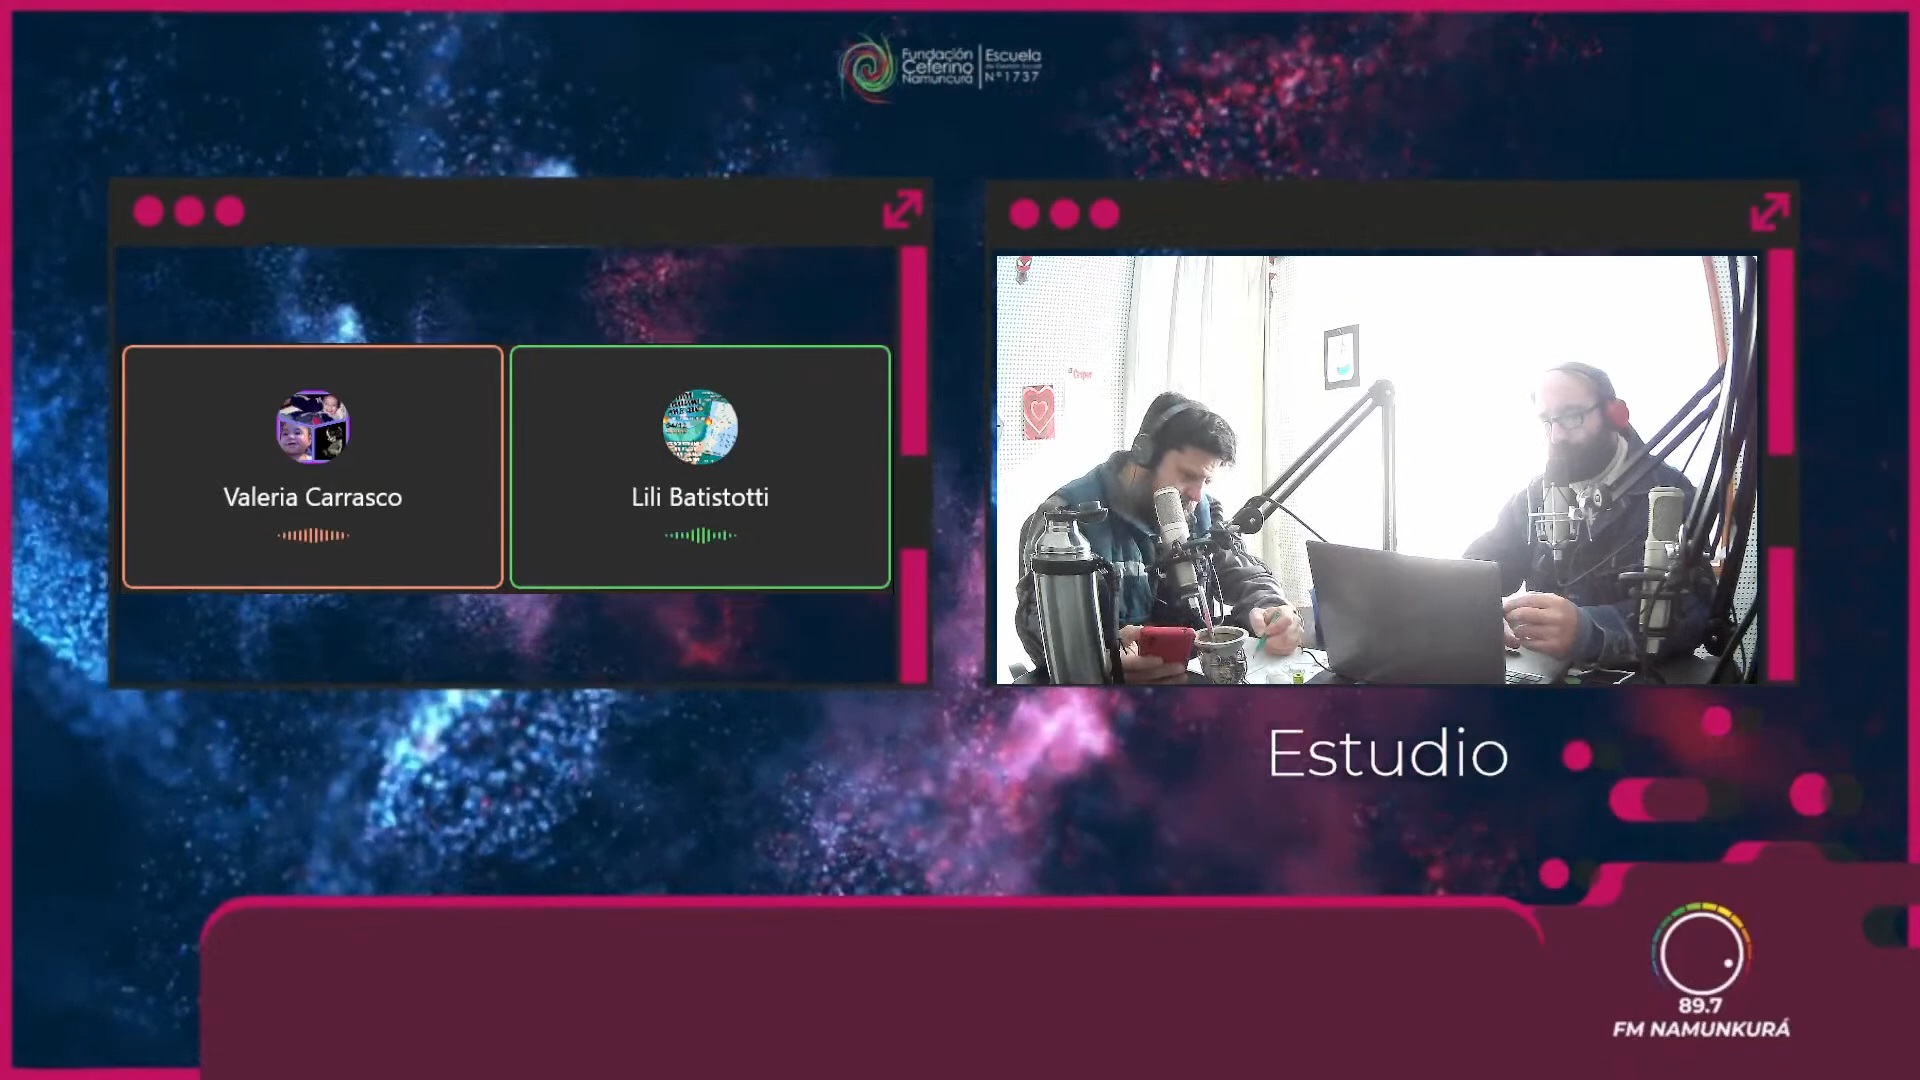 Fundación
Ceferino
Namuncurá
Escuela
N°1737
Valeria Carrasco
Lili Batistotti
Estudio
89.7
FM NAMUNKURÁ